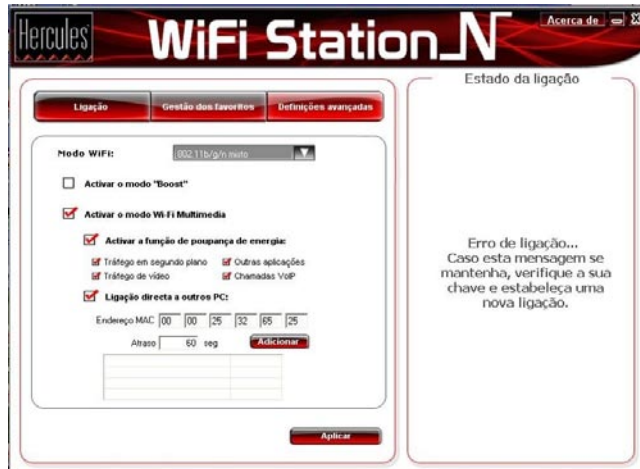 Hercules
WiFi Station_N
Acerca de
Ligação
Gestão dos favoritos
Definições avançadas
Modo WiFi:
802.11b/g/n misto
Activar o modo "Boost"
Activar o modo Wi-Fi Multimedia
Activar a função de poupança de energia:
Tráfego em segundo plano
Outras aplicações
Tráfego de vídeo
Chamadas VoIP
Ligação directa a outros PC:
Endereço MAC 00 00 25 32 65 25
Atraso 60 seg Adicionar
Aplicar
Estado da ligação
Erro de ligação...
Caso esta mensagem se
mantenha, verifique a sua
chave e estabeleça uma
nova ligação.